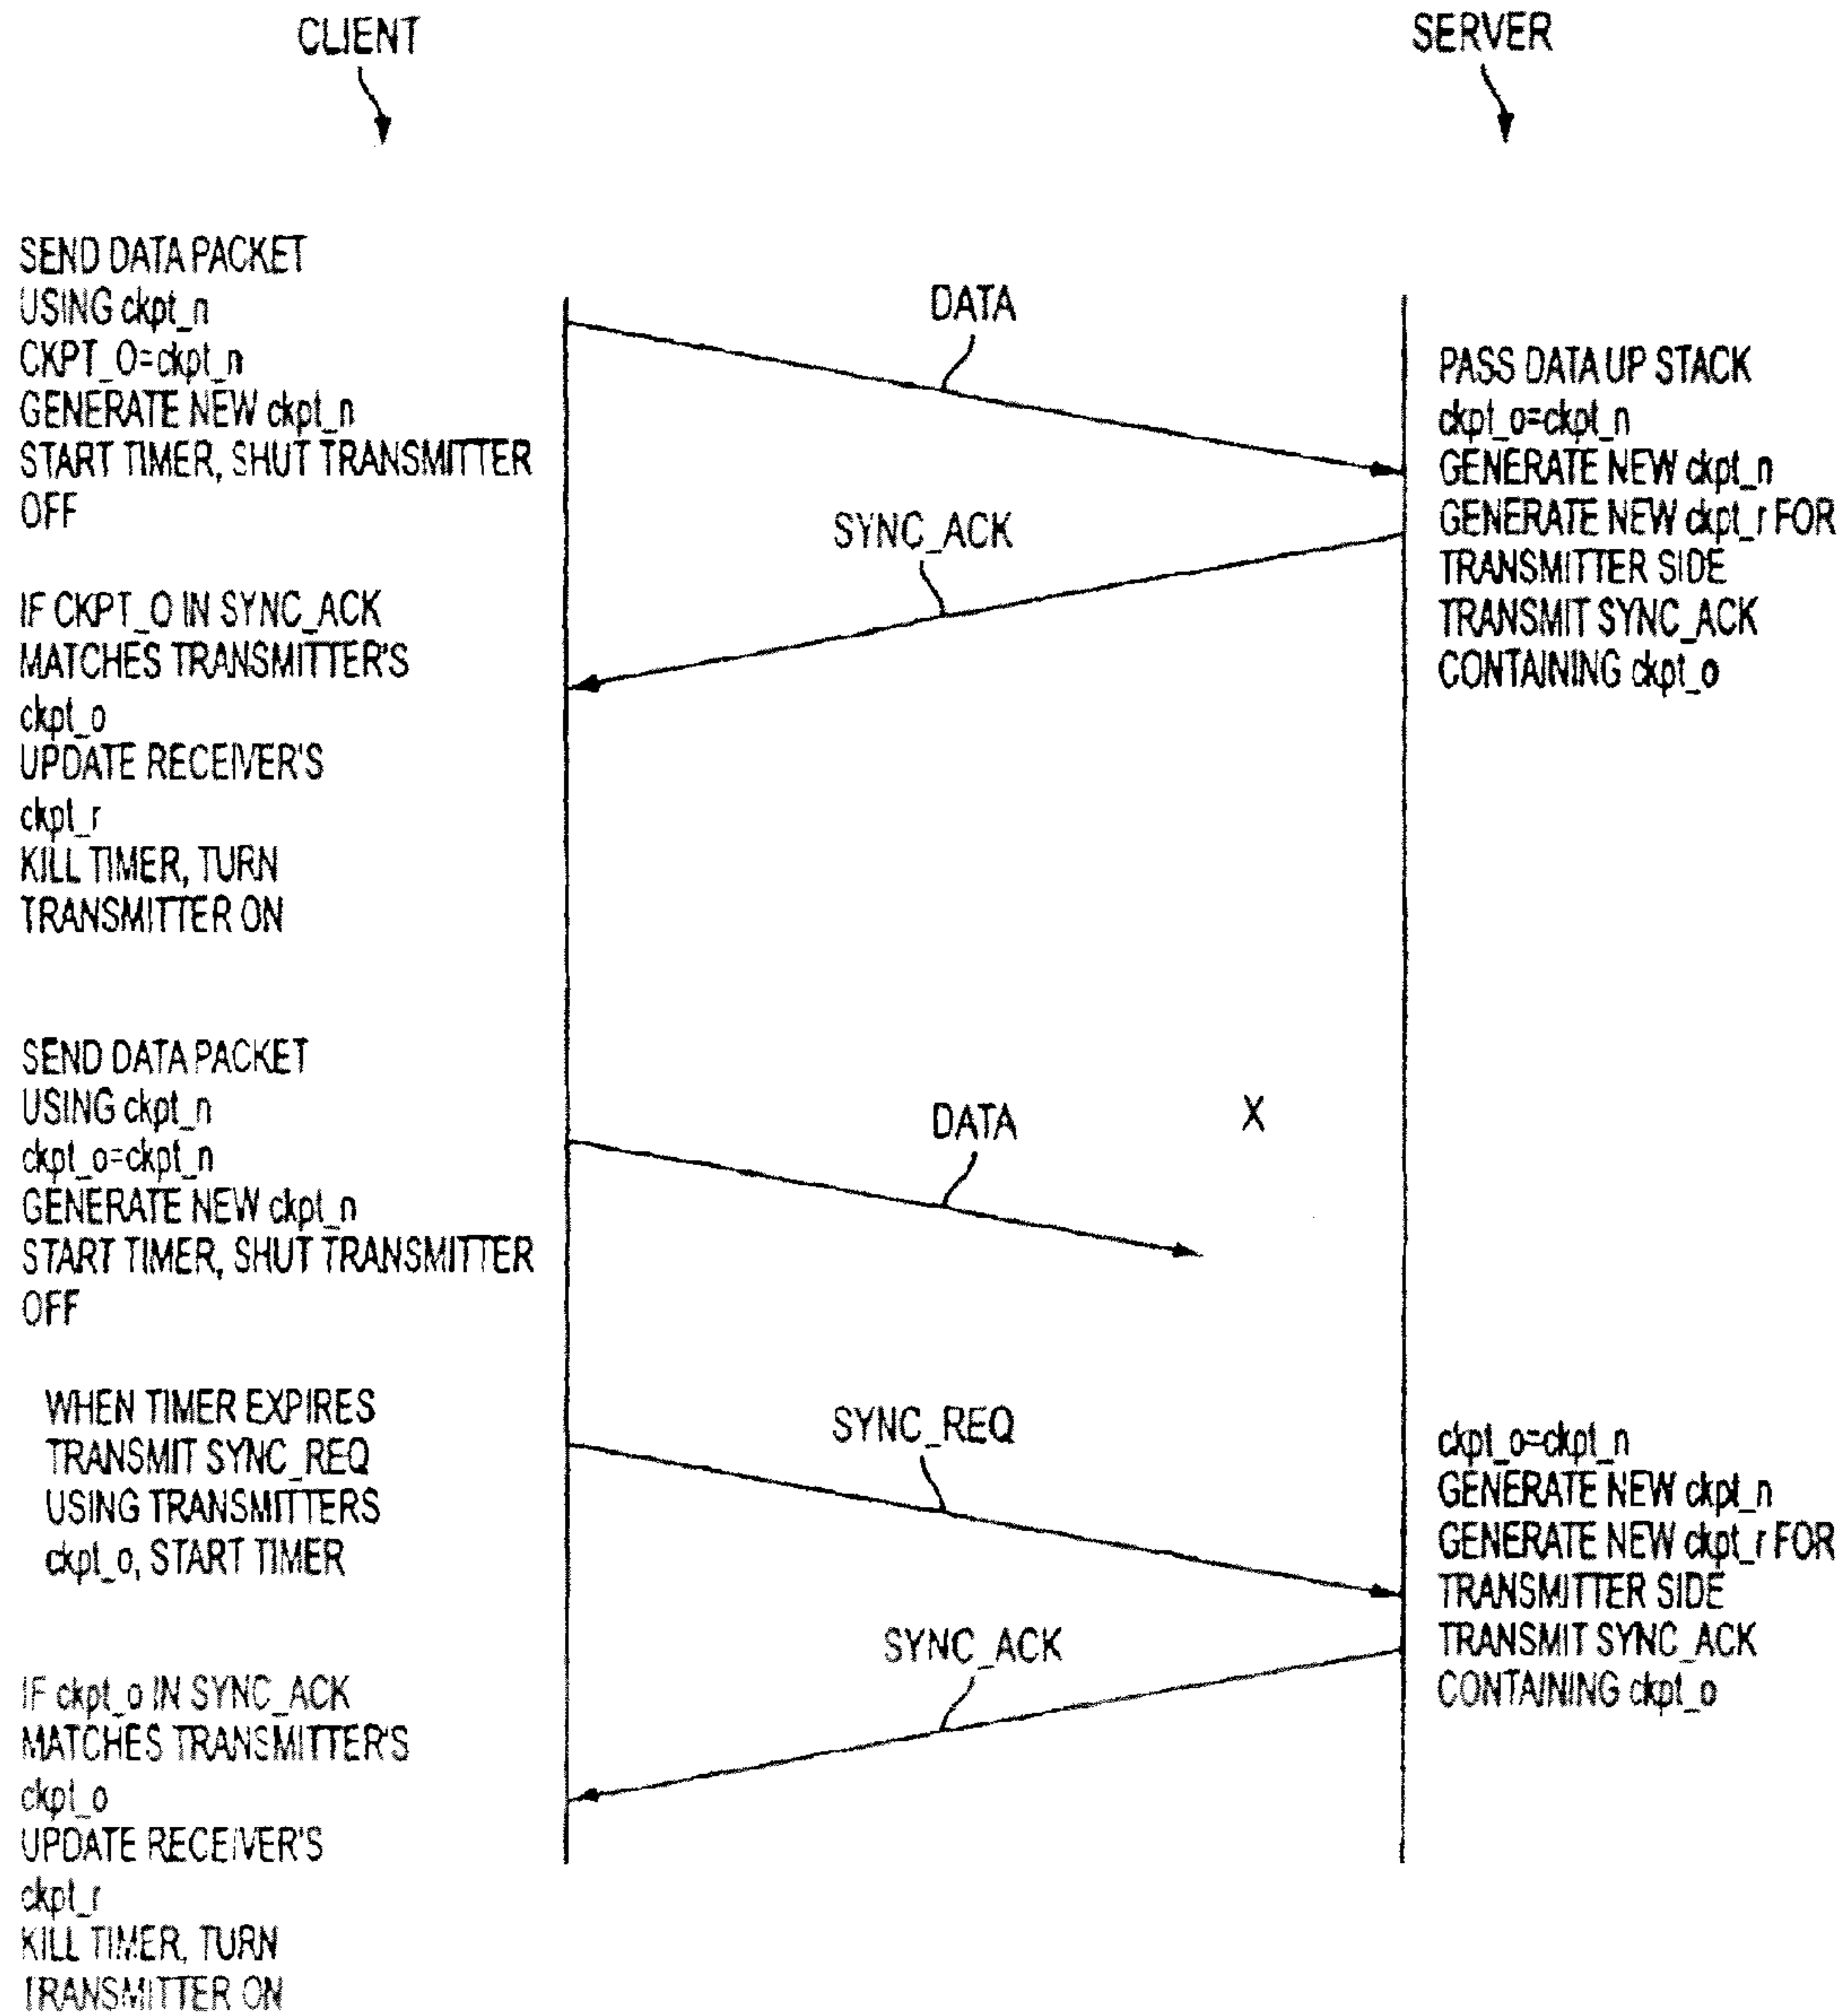 CLIENT
SERVER
SEND DATA PACKET
USING ckpt_n
CKPT_O=ckpt_n
GENERATE NEW ckpt_n
START TIMER, SHUT TRANSMITTER
OFF
DATA
PASS DATA UP STACK
ckpt_o=ckpt_n
GENERATE NEW ckpt_n
GENERATE NEW ckpt_r FOR
TRANSMITTER SIDE
TRANSMIT SYNC_ACK
CONTAINING ckpt_o
SYNC_ACK
IF CKPT_O IN SYNC_ACK
MATCHES TRANSMITTER'S
ckpt_o
UPDATE RECEIVER'S
ckpt_r
KILL TIMER, TURN
TRANSMITTER ON
SEND DATA PACKET
USING ckpt_n
ckpt_o=ckpt_n
GENERATE NEW ckpt_n
START TIMER, SHUT TRANSMITTER
OFF
DATA
X
WHEN TIMER EXPIRES
TRANSMIT SYNC_REQ
USING TRANSMITTERS
ckpt_o, START TIMER
SYNC_REQ
ckpt_o=ckpt_n
GENERATE NEW ckpt_n
GENERATE NEW ckpt_r FOR
TRANSMITTER SIDE
TRANSMIT SYNC_ACK
CONTAINING ckpt_o
SYNC_ACK
IF ckpt_o IN SYNC_ACK
MATCHES TRANSMITTER'S
ckpt_o
UPDATE RECEIVER'S
ckpt_r
KILL TIMER, TURN
TRANSMITTER ON